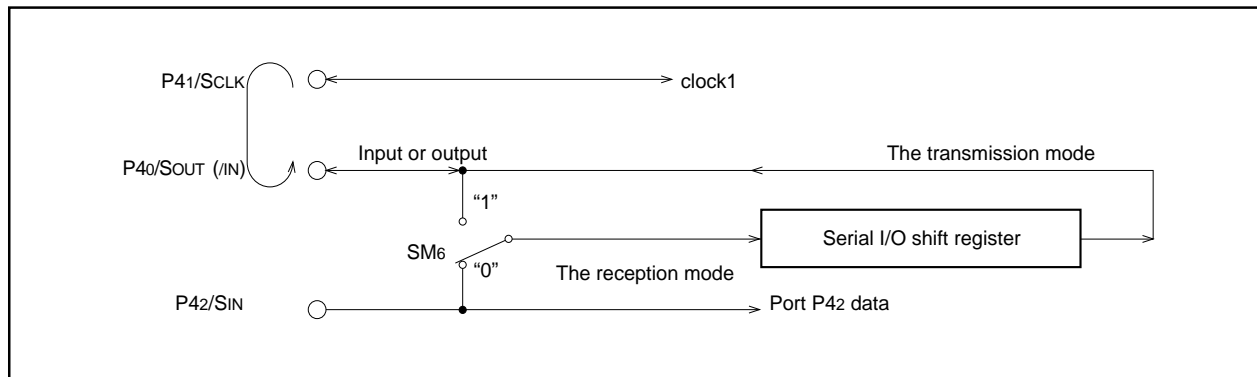 P41/SCLK
clock1
P40/SOUT (/IN)
Input or output
The transmission mode
“1”
SM6
Serial I/O shift register
“0”
The reception mode
P42/SIN
Port P42 data